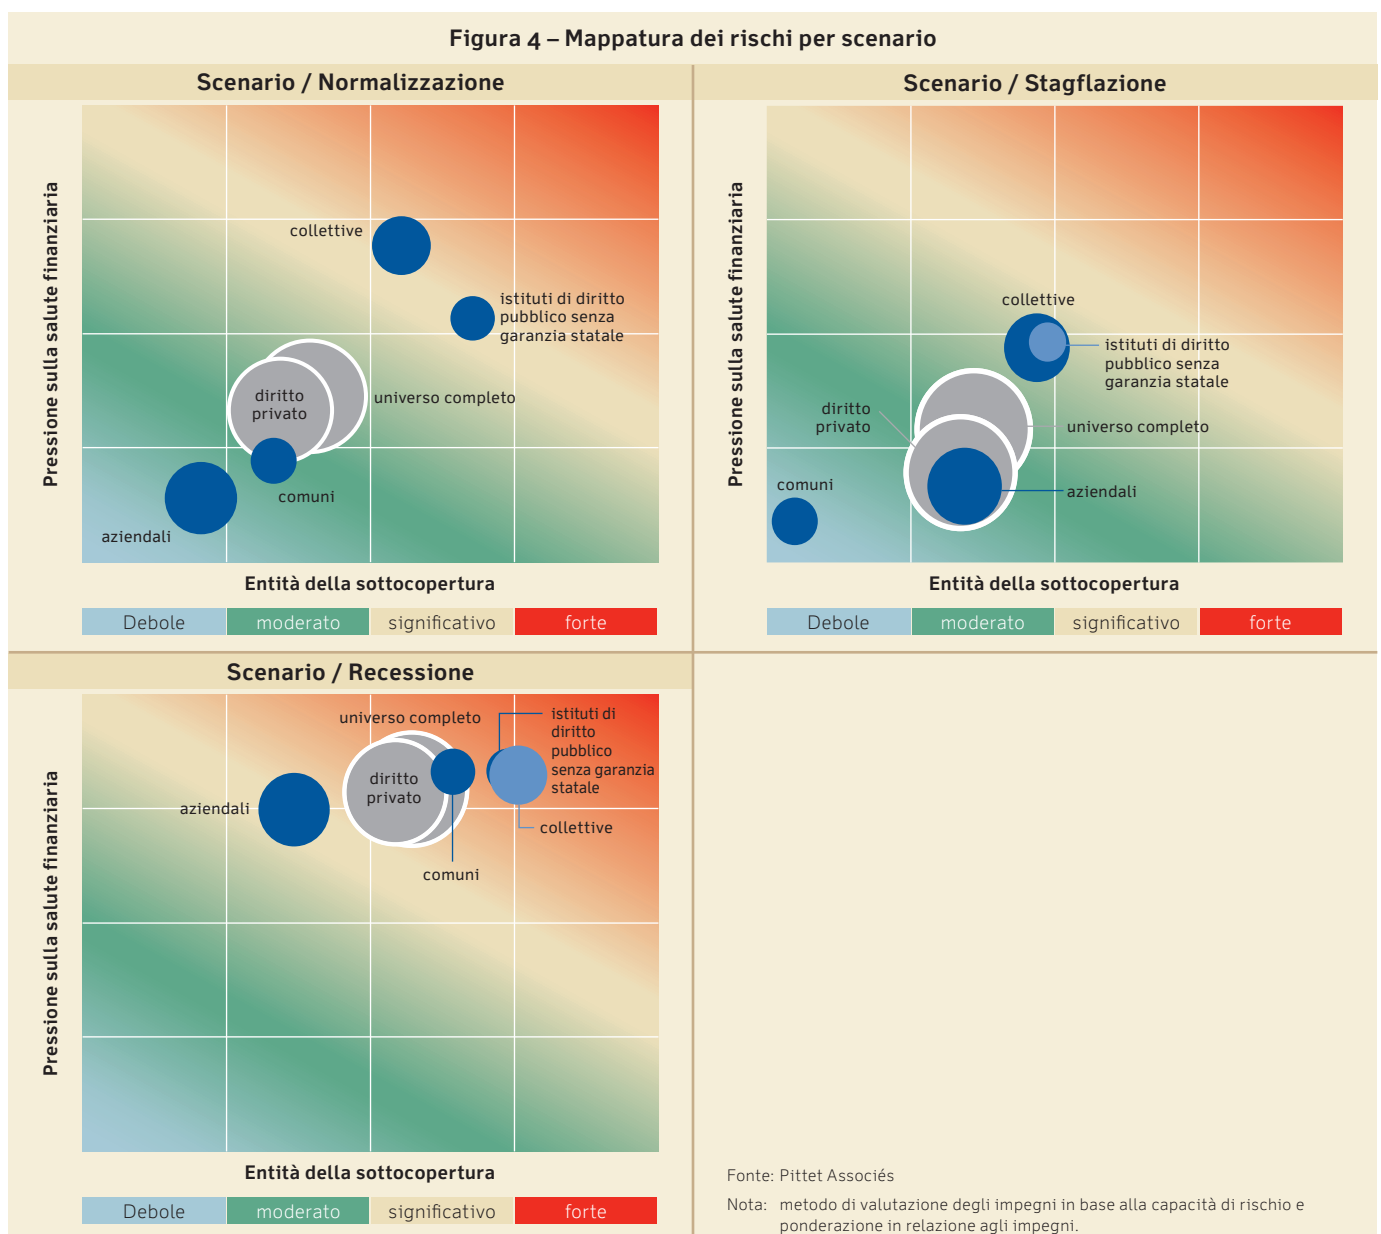 Figura 4 – Mappatura dei rischi per scenario
Scenario / Normalizzazione
Pressione sulla salute finanziaria
collettive
istituti di diritto
pubblico senza
garanzia statale
diritto
privato
universo completo
comuni
aziendali
Entità della sottocopertura
Debole moderato significativo forte
Scenario / Stagflazione
Pressione sulla salute finanziaria
collettive
istituti di diritto
pubblico senza
garanzia statale
diritto
privato
universo completo
comuni
aziendali
Entità della sottocopertura
Debole moderato significativo forte
Scenario / Recessione
Pressione sulla salute finanziaria
universo completo
istituti di
diritto
pubblico
senza garanzia
statale
diritto
privato
aziendali
collettive
comuni
Entità della sottocopertura
Debole moderato significativo forte
Fonte: Pittet Associés
Nota: metodo di valutazione degli impegni in base alla capacità di rischio e
ponderazione in relazione agli impegni.